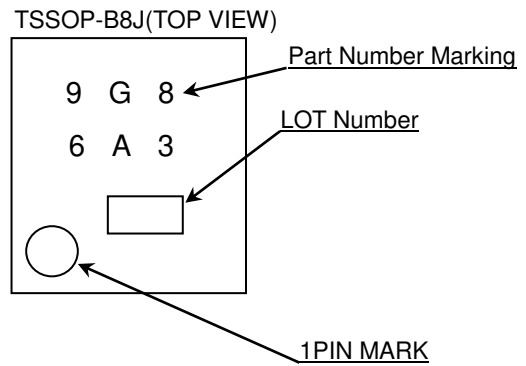 TSSOP-B8J(TOP VIEW)
Part Number Marking
9 G 8
LOT Number
6 A 3
1PIN MARK